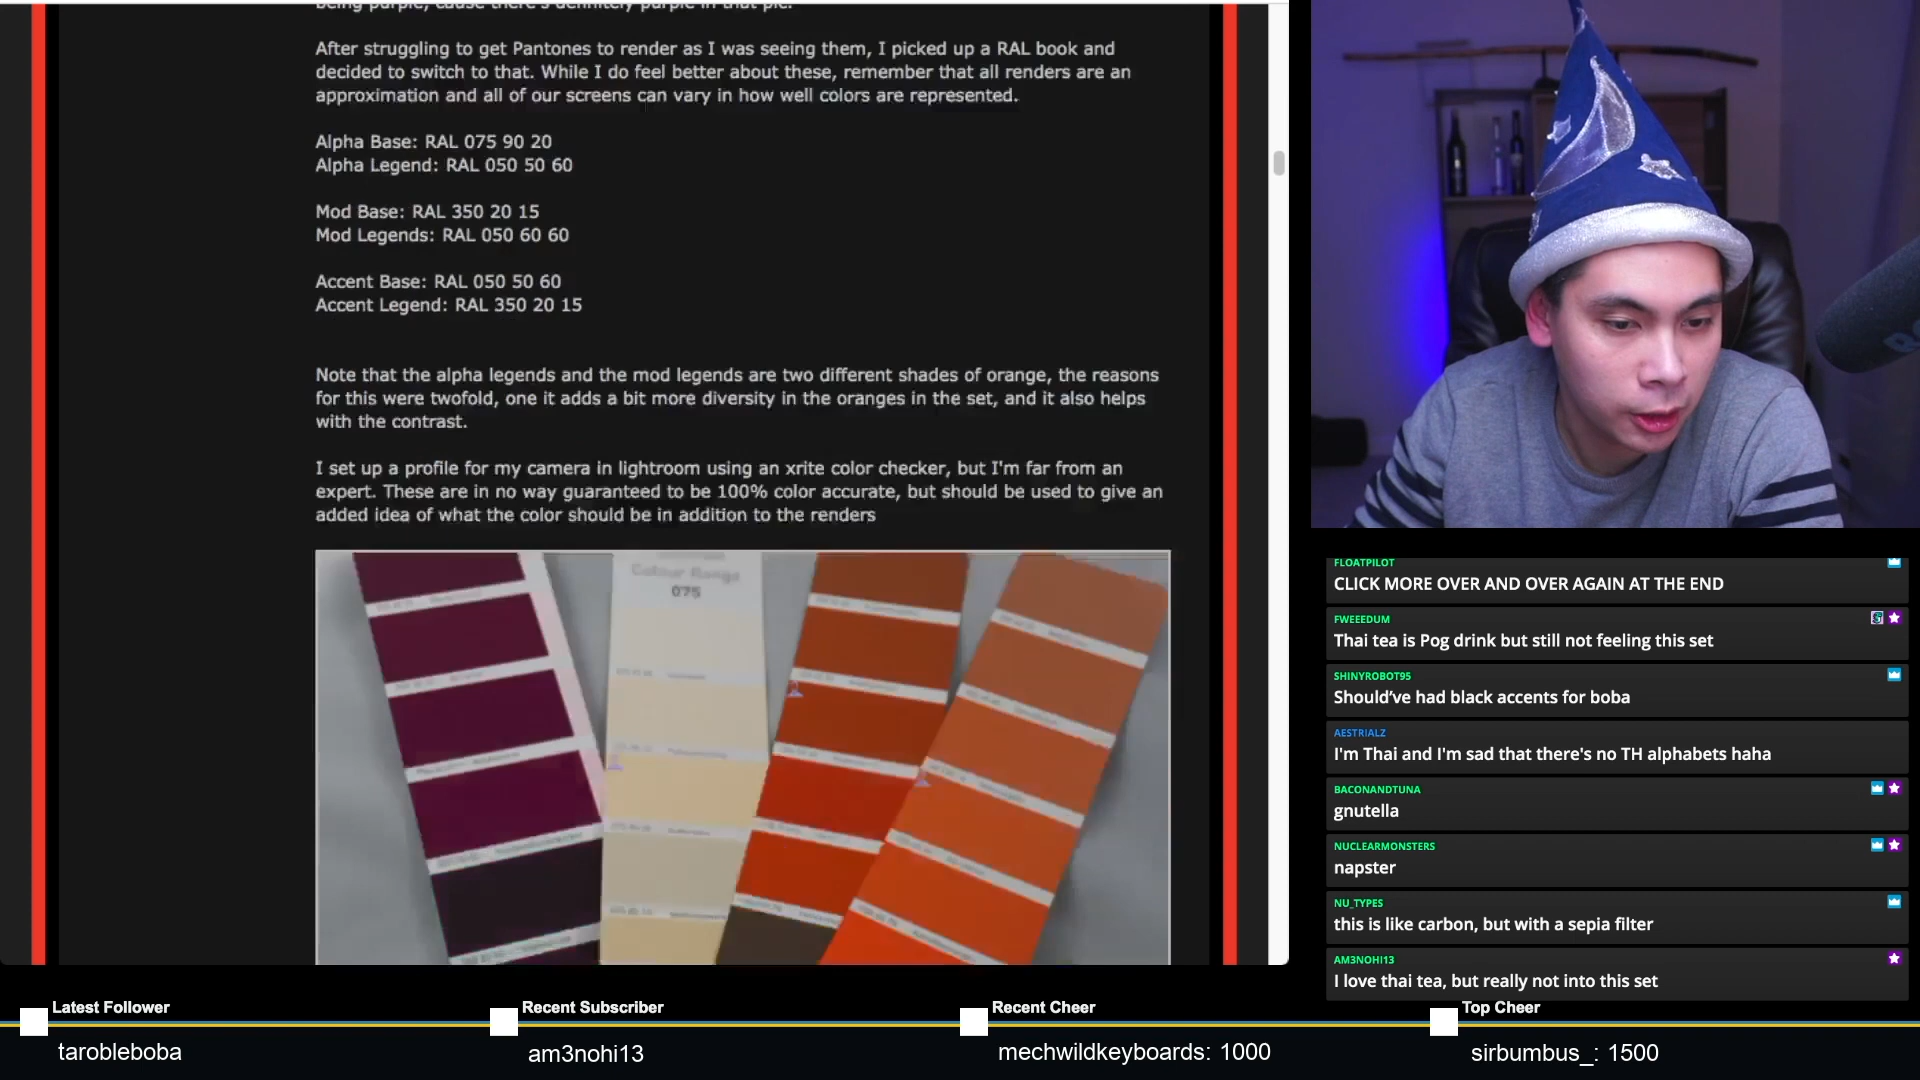 being purple, cause there's definitely purple in that pic.
After struggling to get Pantones to render as I was seeing them, I picked up a RAL book and
decided to switch to that. While I do feel better about these, remember that all renders are an
approximation and all of our screens can vary in how well colors are represented.
Alpha Base: RAL 075 90 20
Alpha Legend: RAL 050 50 60
Mod Base: RAL 350 20 15
Mod Legends: RAL 050 60 60
Accent Base: RAL 050 50 60
Accent Legend: RAL 350 20 15
Note that the alpha legends and the mod legends are two different shades of orange, the reasons
for this were twofold, one it adds a bit more diversity in the oranges in the set, and it also helps
with the contrast.
I set up a profile for my camera in lightroom using an xrite color checker, but I'm far from an
expert. These are in no way guaranteed to be 100% color accurate, but should be used to give an
added idea of what the color should be in addition to the renders
Colour Range
075
FLOATPILOT
CLICK MORE OVER AND OVER AGAIN AT THE END
FWEEEDUM
Thai tea is Pog drink but still not feeling this set
SHINYROBOT95
Should've had black accents for boba
AESTRIALZ
I'm Thai and I'm sad that there's no TH alphabets haha
BACONANDTUNA
gnutella
NUCLEARMONSTERS
napster
NU_TYPES
this is like carbon, but with a sepia filter
AM3NOHI13
I love thai tea, but really not into this set
Latest Follower
tarobleboba
Recent Subscriber
am3nohi13
Recent Cheer
mechwildkeyboards: 1000
Top Cheer
sirbumbus_: 1500